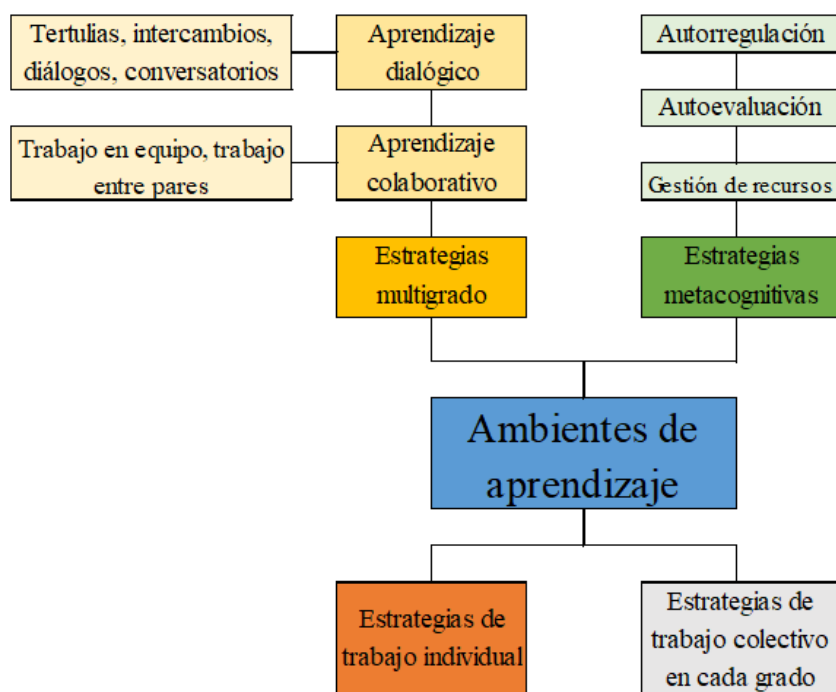 Tertulias, intercambios,
diálogos, conversatorios
Aprendizaje
dialógico
Autorregulación
Autoevaluación
Trabajo en equipo, trabajo
entre pares
Aprendizaje
colaborativo
Gestión de recursos
Estrategias
multigrado
Estrategias
metacognitivas
Ambientes de
aprendizaje
Estrategias de
trabajo individual
Estrategias de
trabajo colectivo
en cada grado